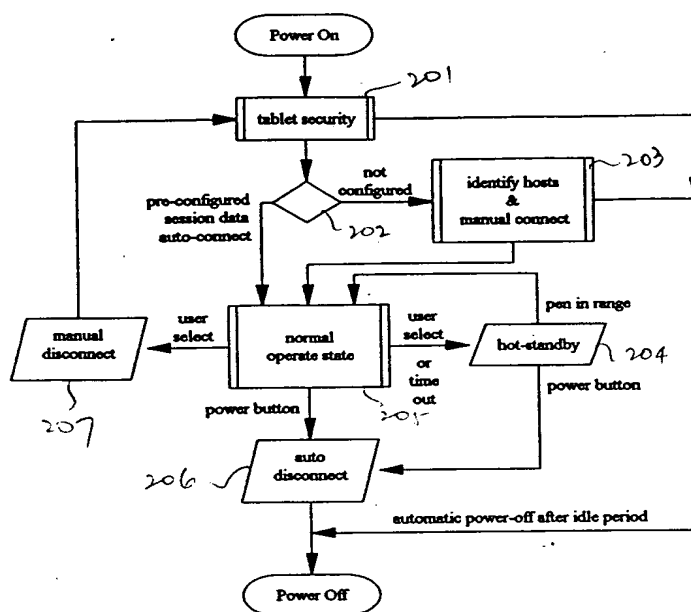 Power On
201
tablet security
not
configured
203
identify hosts
&
manual connect
pre-configured
session data
auto-connect
202
pen in range
user
select
manual
disconnect
normal
operate state
user
select
or
time
out
hot-standby
204
207
power button
205
power button
auto
disconnect
206
automatic power-off after idle period
Power Off